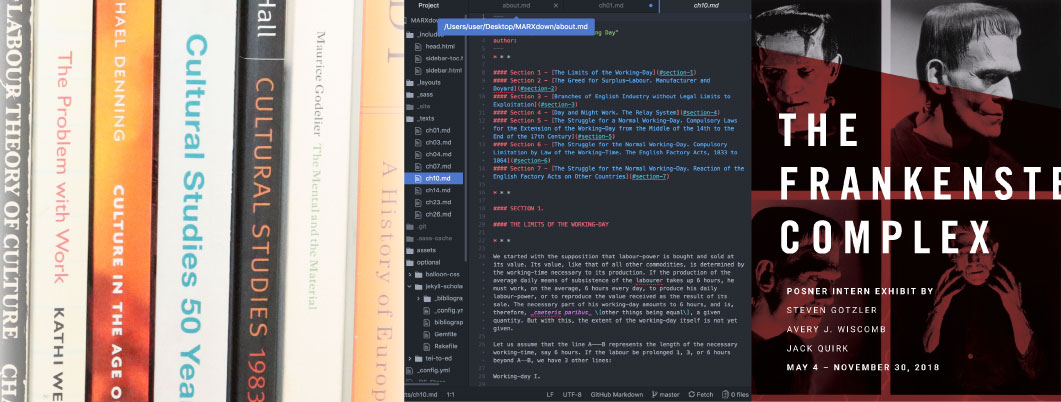 LABOUR THEORY OF CULTURE
The Problem with Work
KATHI WE
HAEL DENNING
CULTURE IN THE AGE O
Cultural Studies 50 Yea
Hall
CULTURAL STUDIES 1983
Maurice Godelier The Mental and the Material
A History of Europ
Project
MARXdown
_includes
head.html
sidebar-toc.h
sidebar.html
_layouts
_sass
_site
_texts
ch01.md
ch03.md
ch04.md
ch07.md
ch10.md
ch14.md
ch23.md
ch26.md
.git
.sass-cache
assets
optional
balloon-css
jekyll-schola
_bibliogra
_config.ym
bibliograp
Gemfile
Rakefile
tei-to-ed
_config.yml
about.md
ch01.md
ch10.md
/Users/user/Desktop/MARXdown/about.md
ng Day"
author:
* * *
#### Section 1 - [The Limits of the Working-Day](#section-1)
#### Section 2 - [The Greed for Surplus-Labour. Manufacturer and
Boyard](#section-2)
#### Section 3 - [Branches of English Industry without Legal Limits to
Exploitation](#section-3)
#### Section 4 - [Day and Night Work. The Relay System](#section-4)
#### Section 5 - [The Struggle for a Normal Working-Day. Compulsory Laws
for the Extension of the Working-Day from the Middle of the 14th to the
End of the 17th Century](#section-5)
#### Section 6 - [The Struggle for the Normal Working-Day. Compulsory
Limitation by Law of the Working-Time. The English Factory Acts, 1833 to
1864](#section-6)
#### Section 7 - [The Struggle for the Normal Working-Day. Reaction of the
English Factory Acts on Other Countries](#section-7)
* * *
#### SECTION 1.
#### THE LIMITS OF THE WORKING-DAY
* * *
We started with the supposition that labour-power is bought and sold at
its value. Its value, like that of all other commodities, is determined by
the working-time necessary to its production. If the production of the
average daily means of subsistence of the labourer takes up 6 hours, he
must work, on the average, 6 hours every day, to produce his daily
labour-power, or to reproduce the value received as the result of its
sale. The necessary part of his working-day amounts to 6 hours, and is,
therefore, _caeteris paribus_ \[other things being equal\], a given
quantity. But with this, the extent of the working-day itself is not yet
given.
Let us assume that the line A——B represents the length of the necessary
working-time, say 6 hours. If the labour be prolonged 1, 3, or 6 hours
beyond A——B, we have 3 other lines:
Working-day I.
ts/ch10.md 1:1 LF UTF-8 GitHub Markdown master Fetch 0 files
THE
FRANKENSTE
COMPLEX
POSNER INTERN EXHIBIT BY
STEVEN GOTZLER
AVERY J. WISCOMB
JACK QUIRK
MAY 4 – NOVEMBER 30, 2018